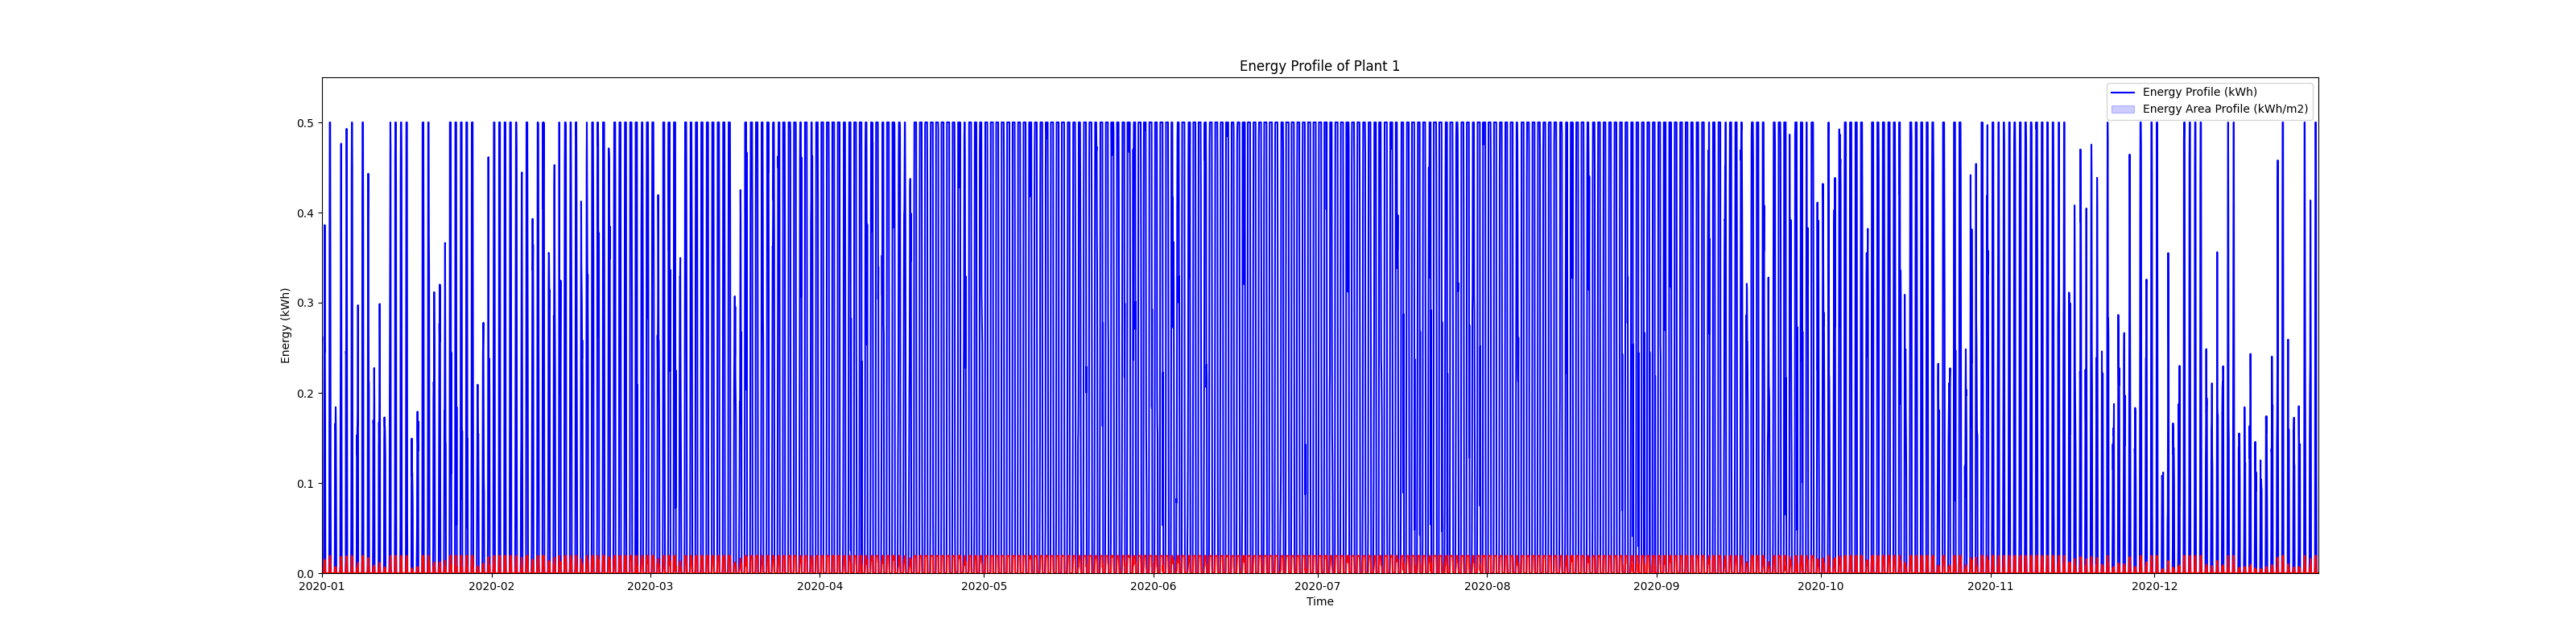 Energy Profile of Plant 1
Energy Profile (kWh)
Energy Area Profile (kWh/m2)
Energy (kWh)
0.5
0.4
0.3
0.2
0.1
0.0
2020-01 2020-02 2020-03 2020-04 2020-05 2020-06 2020-07 2020-08 2020-09 2020-10 2020-11 2020-12
Time